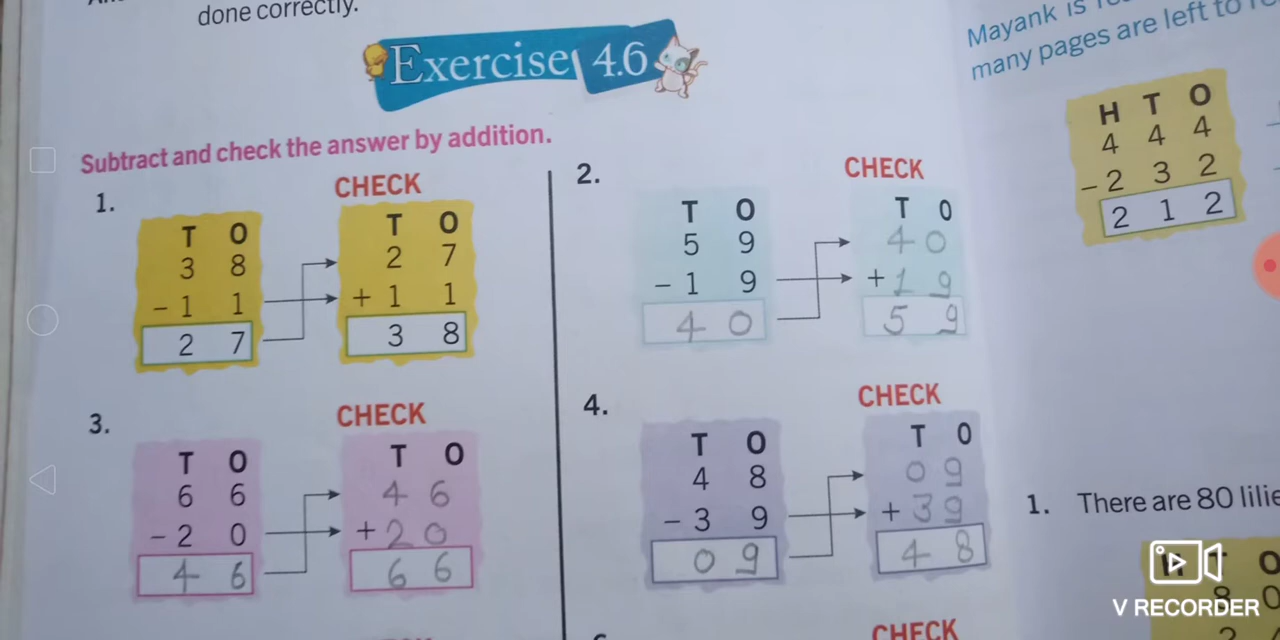 done correctly.
Exercise 4.6
Subtract and check the answer by addition.
1.
T O
3 8
- 1 1
2 7
CHECK
T O
2 7
+ 1 1
3 8
2.
T O
5 9
- 1 9
4 0
CHECK
T O
4 0
+ 1 9
5 9
3.
T O
6 6
- 2 0
4 6
CHECK
T O
4 6
+ 2 0
6 6
4.
T O
4 8
- 3 9
0 9
CHECK
T O
0 9
+ 3 9
4 8
CHECK
Mayank is
many pages are left to
H T O
4 4 4
- 2 3 2
2 1 2
1. There are 80
H T O
8 0
V RECORDER